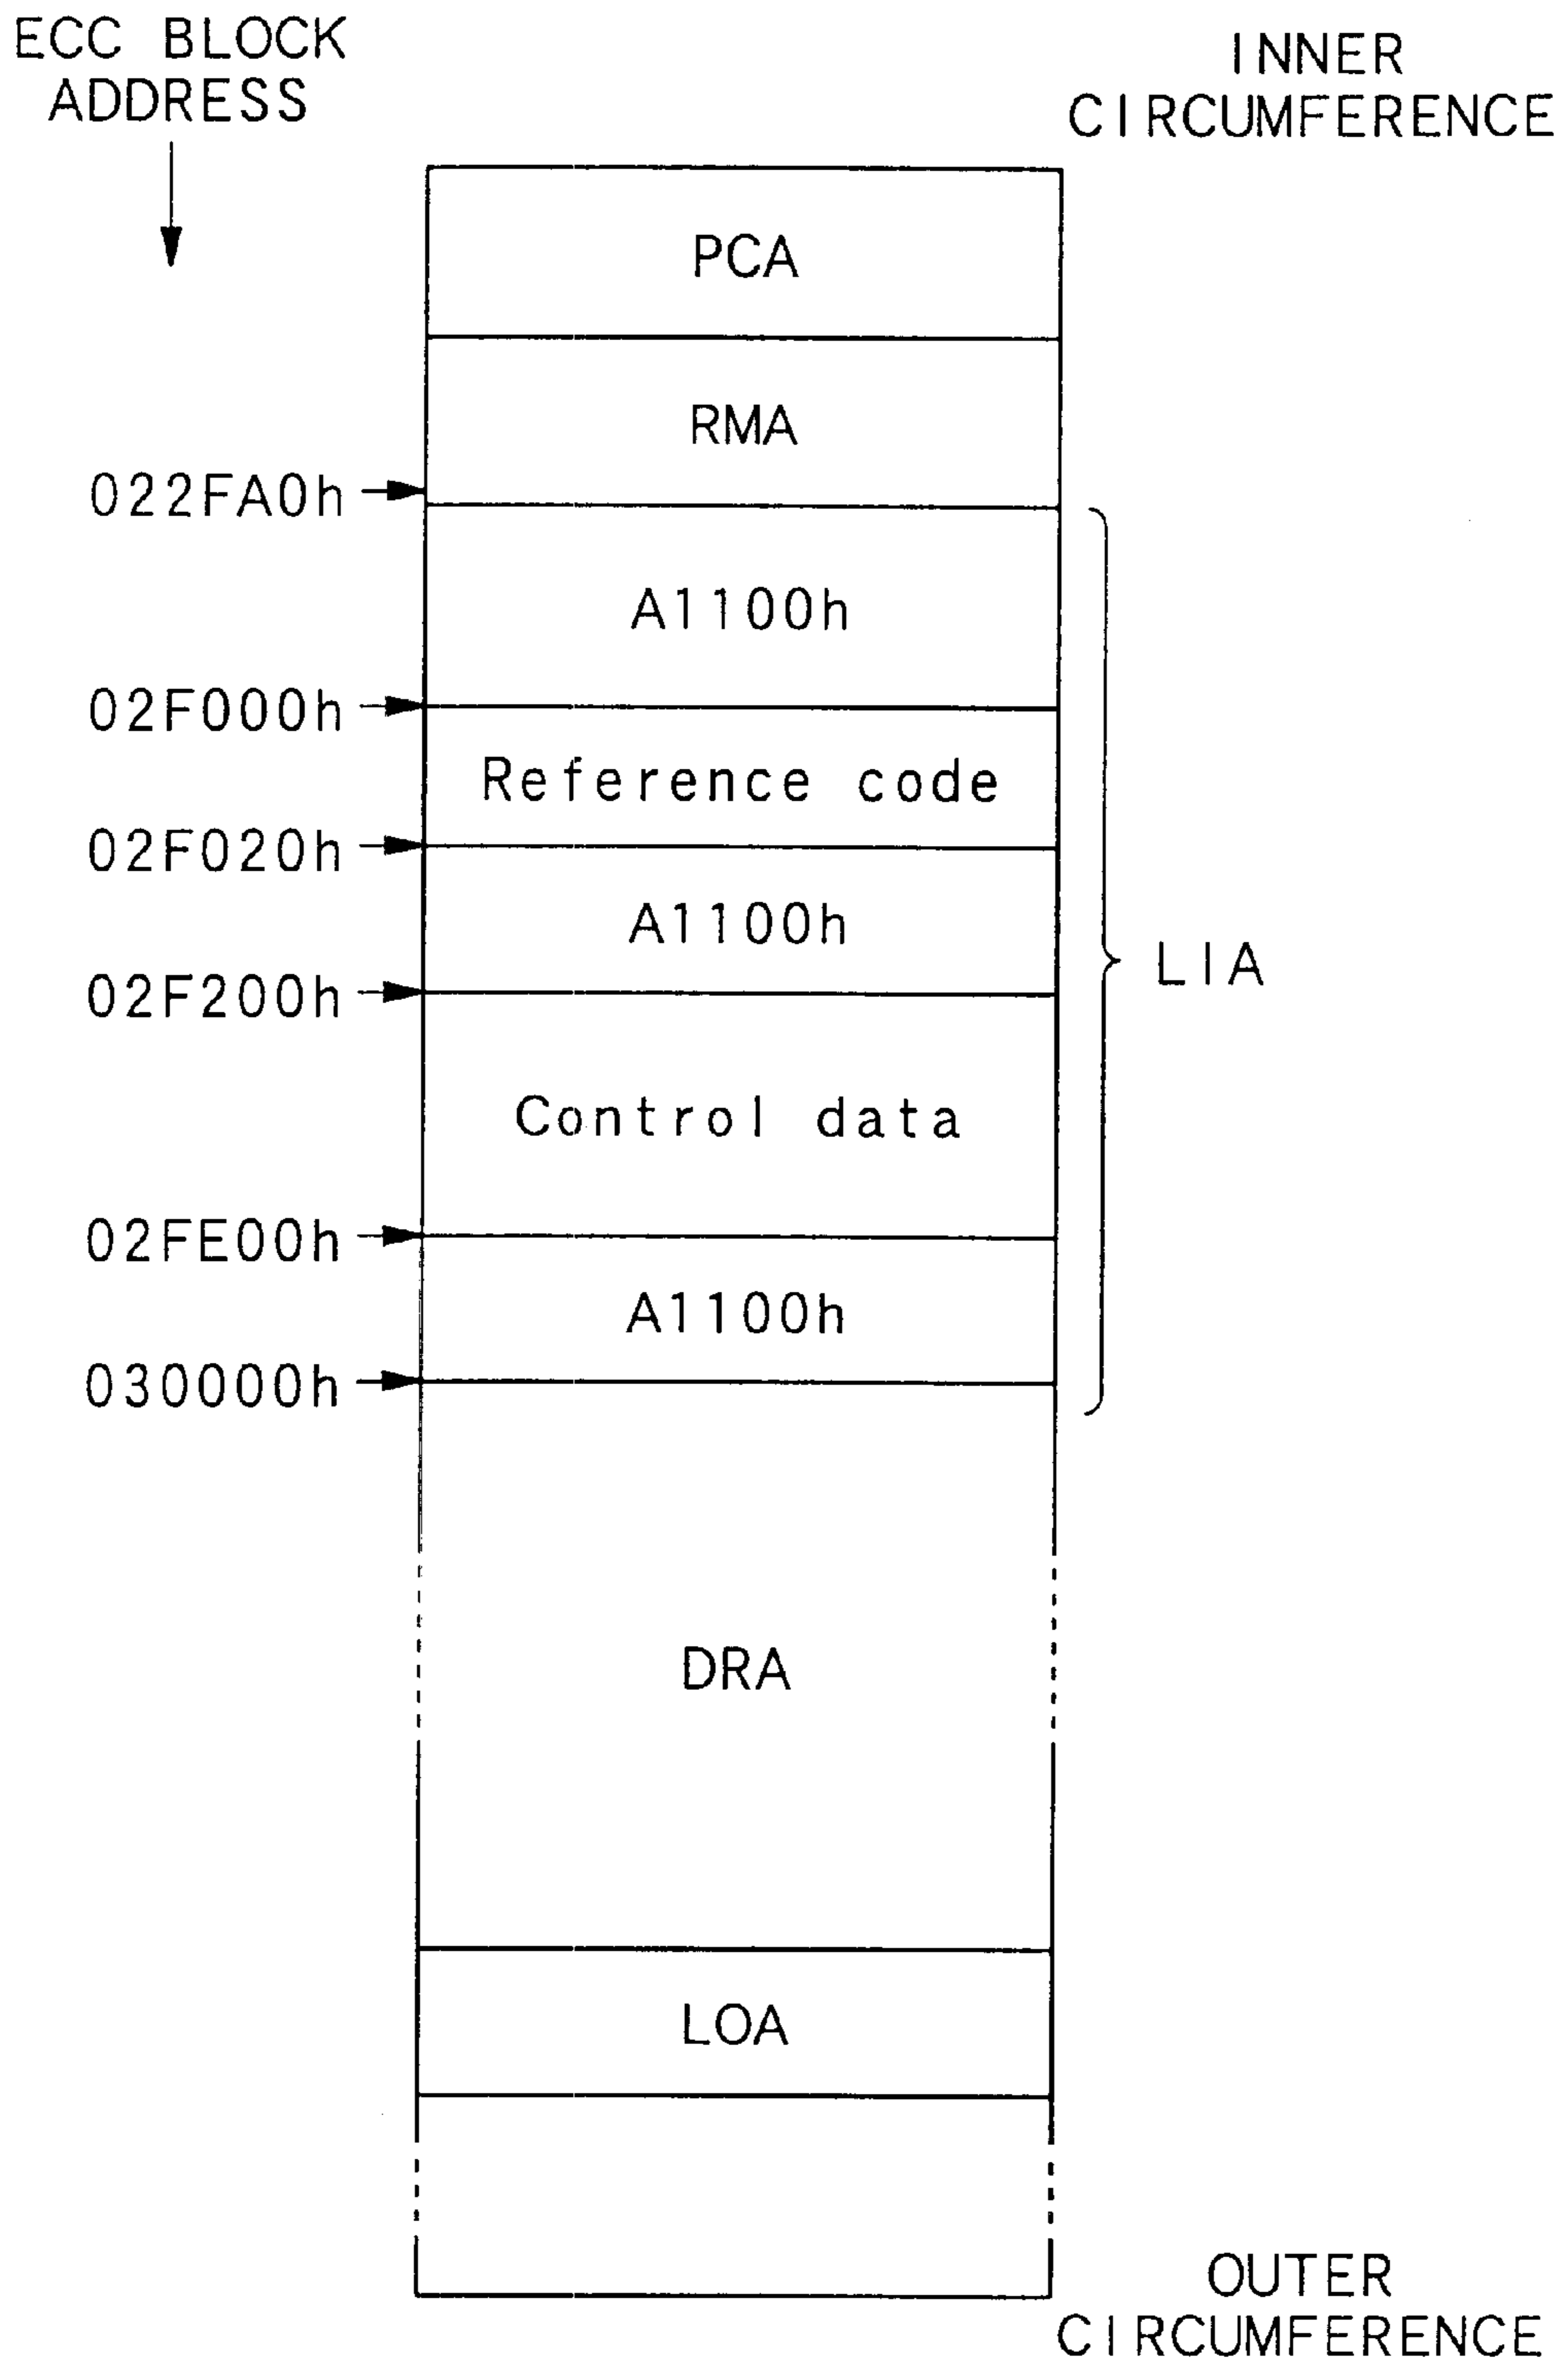 ECC BLOCK
ADDRESS
INNER
CIRCUMFERENCE
PCA
RMA
022FA0h
A1100h
02F000h
Reference code
02F020h
A1100h
02F200h
LIA
Control data
02FE00h
A1100h
030000h
DRA
LOA
OUTER
CIRCUMFERENCE